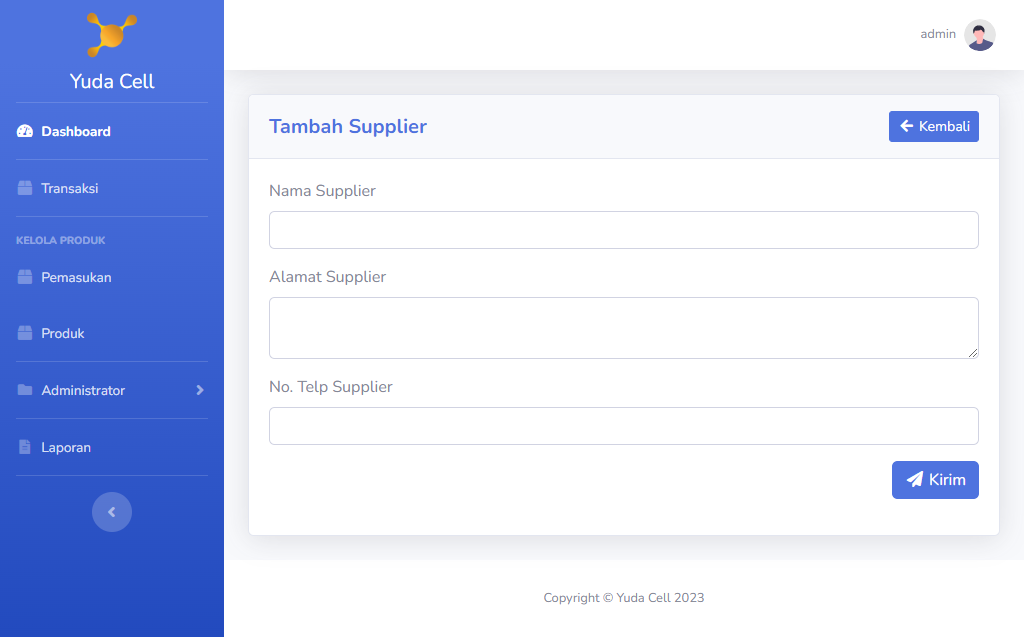 Yuda Cell
Dashboard
Transaksi
KELOLA PRODUK
Pemasukan
Produk
Administrator
Laporan
admin
Tambah Supplier
Kembali
Nama Supplier
Alamat Supplier
No. Telp Supplier
Kirim
Copyright © Yuda Cell 2023